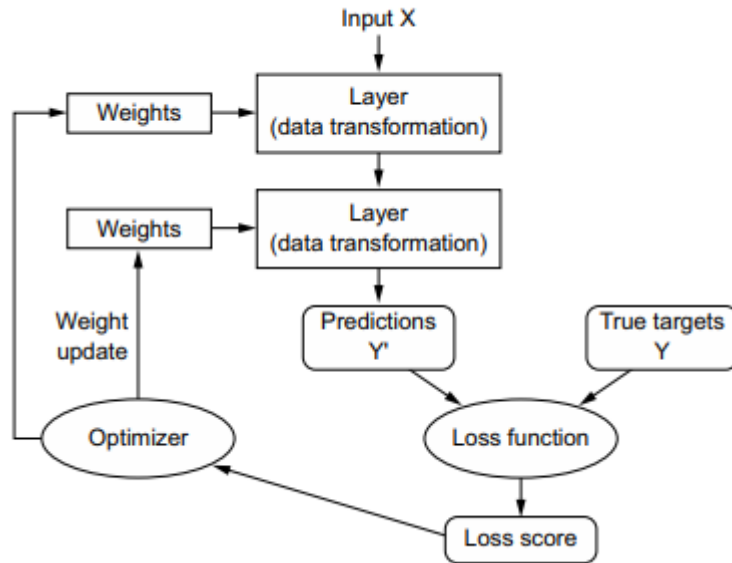 Input X
Layer
(data transformation)
Weights
Layer
(data transformation)
Weights
Weight
update
Predictions
Y'
True targets
Y
Optimizer
Loss function
Loss score